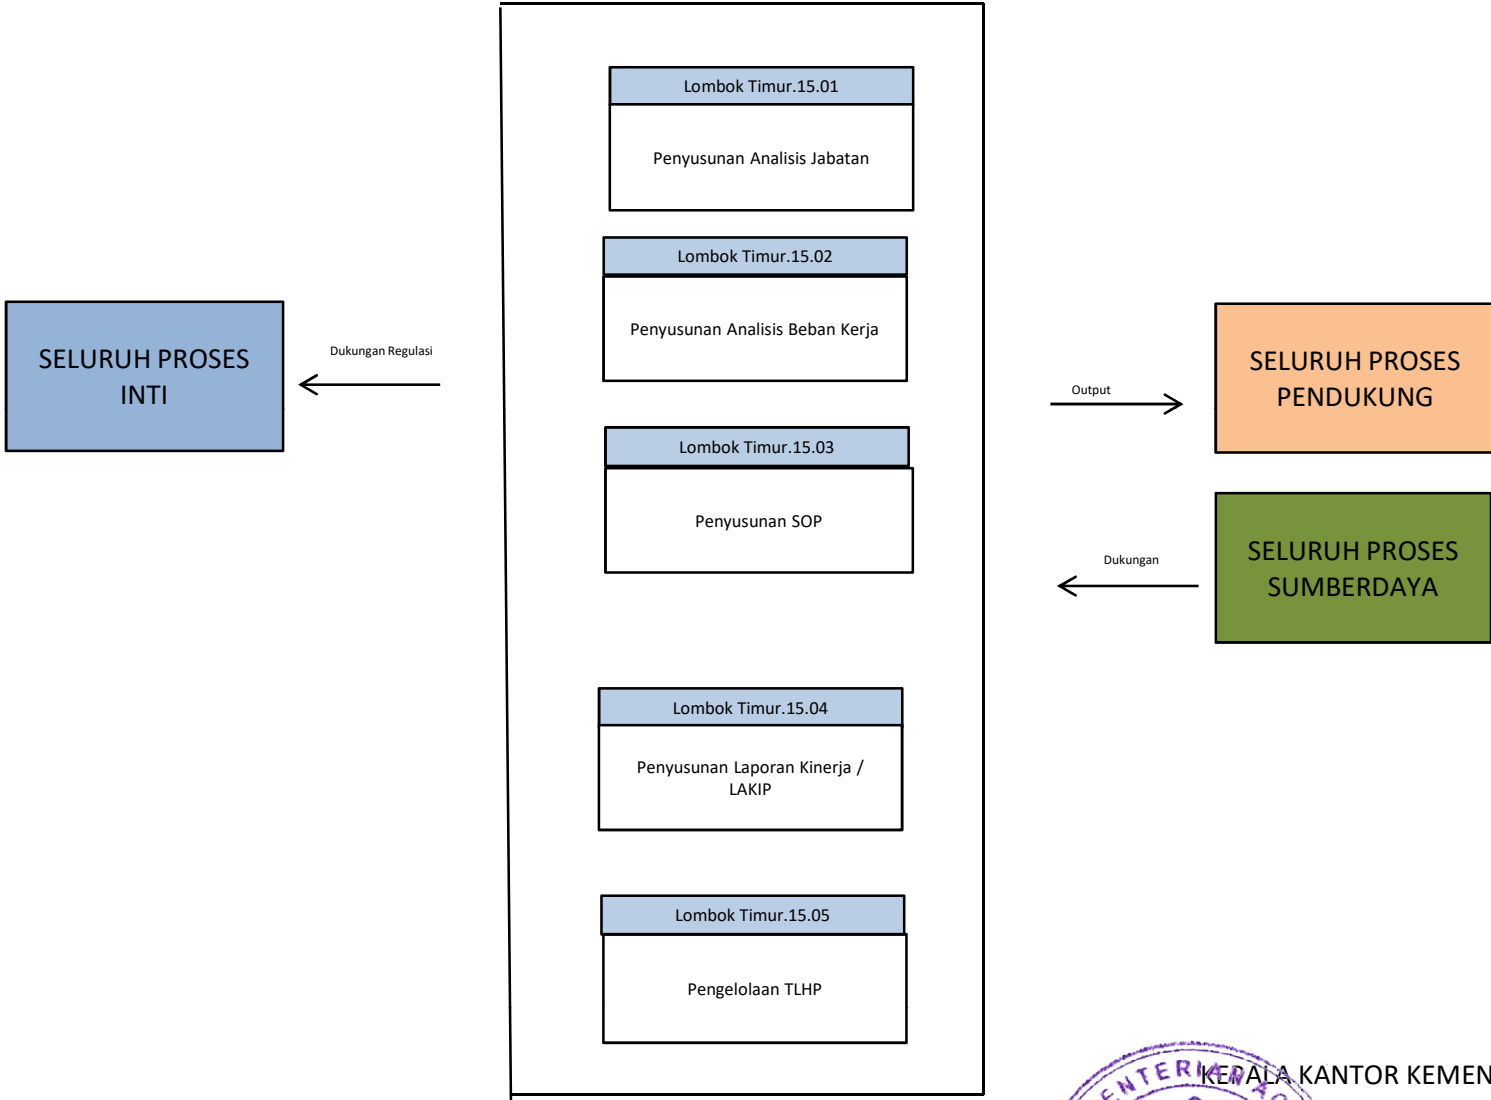 Lombok Timur.15.01
Penyusunan Analisis Jabatan
Lombok Timur.15.02
Penyusunan Analisis Beban Kerja
SELURUH PROSES
INTI
Dukungan Regulasi
Output
SELURUH PROSES
PENDUKUNG
Lombok Timur.15.03
Penyusunan SOP
Dukungan
SELURUH PROSES
SUMBERDAYA
Lombok Timur.15.04
Penyusunan Laporan Kinerja /
LAKIP
Lombok Timur.15.05
Pengelolaan TLHP
KEPALA KANTOR KEMEN